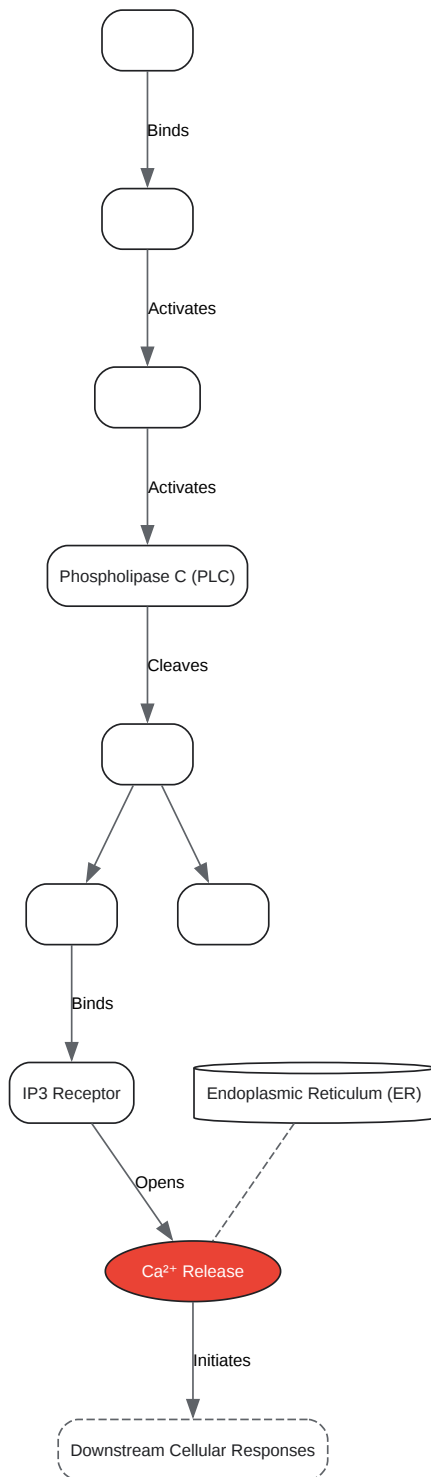 Binds
Activates
Activates
Phospholipase C (PLC)
Cleaves
Binds
IP3 Receptor
Endoplasmic Reticulum (ER)
Opens
Ca²⁺ Release
Initiates
Downstream Cellular Responses